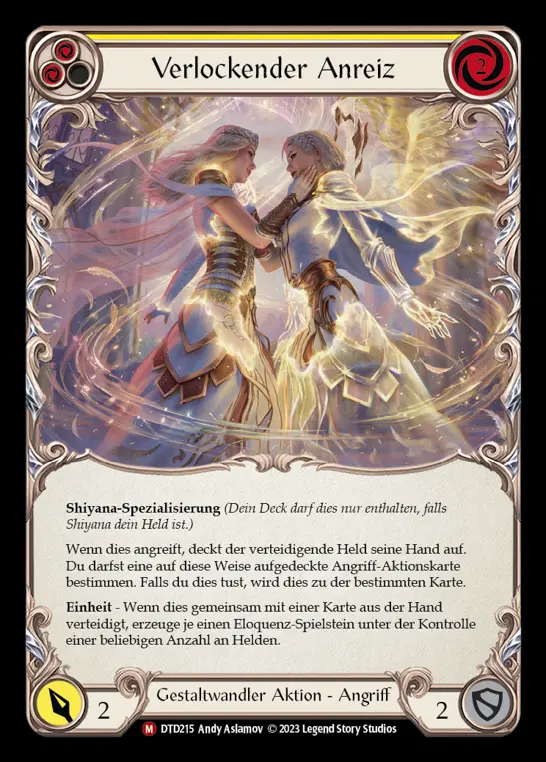 Verlockender Anreiz
2
Shiyana-Spezialisierung (Dein Deck darf dies nur enthalten, falls
Shiyana dein Held ist.)
Wenn dies angreift, deckt der verteidigende Held seine Hand auf.
Du darfst eine auf diese Weise aufgedeckte Angriff-Aktionskarte
bestimmen. Falls du dies tust, wird dies zu der bestimmten Karte.
Einheit - Wenn dies gemeinsam mit einer Karte aus der Hand
verteidigt, erzeuge je einen Eloquenz-Spielstein unter der Kontrolle
einer beliebigen Anzahl an Helden.
2
Gestaltwandler Aktion - Angriff
2
M DTD215 Andy Aslamov © 2023 Legend Story Studios